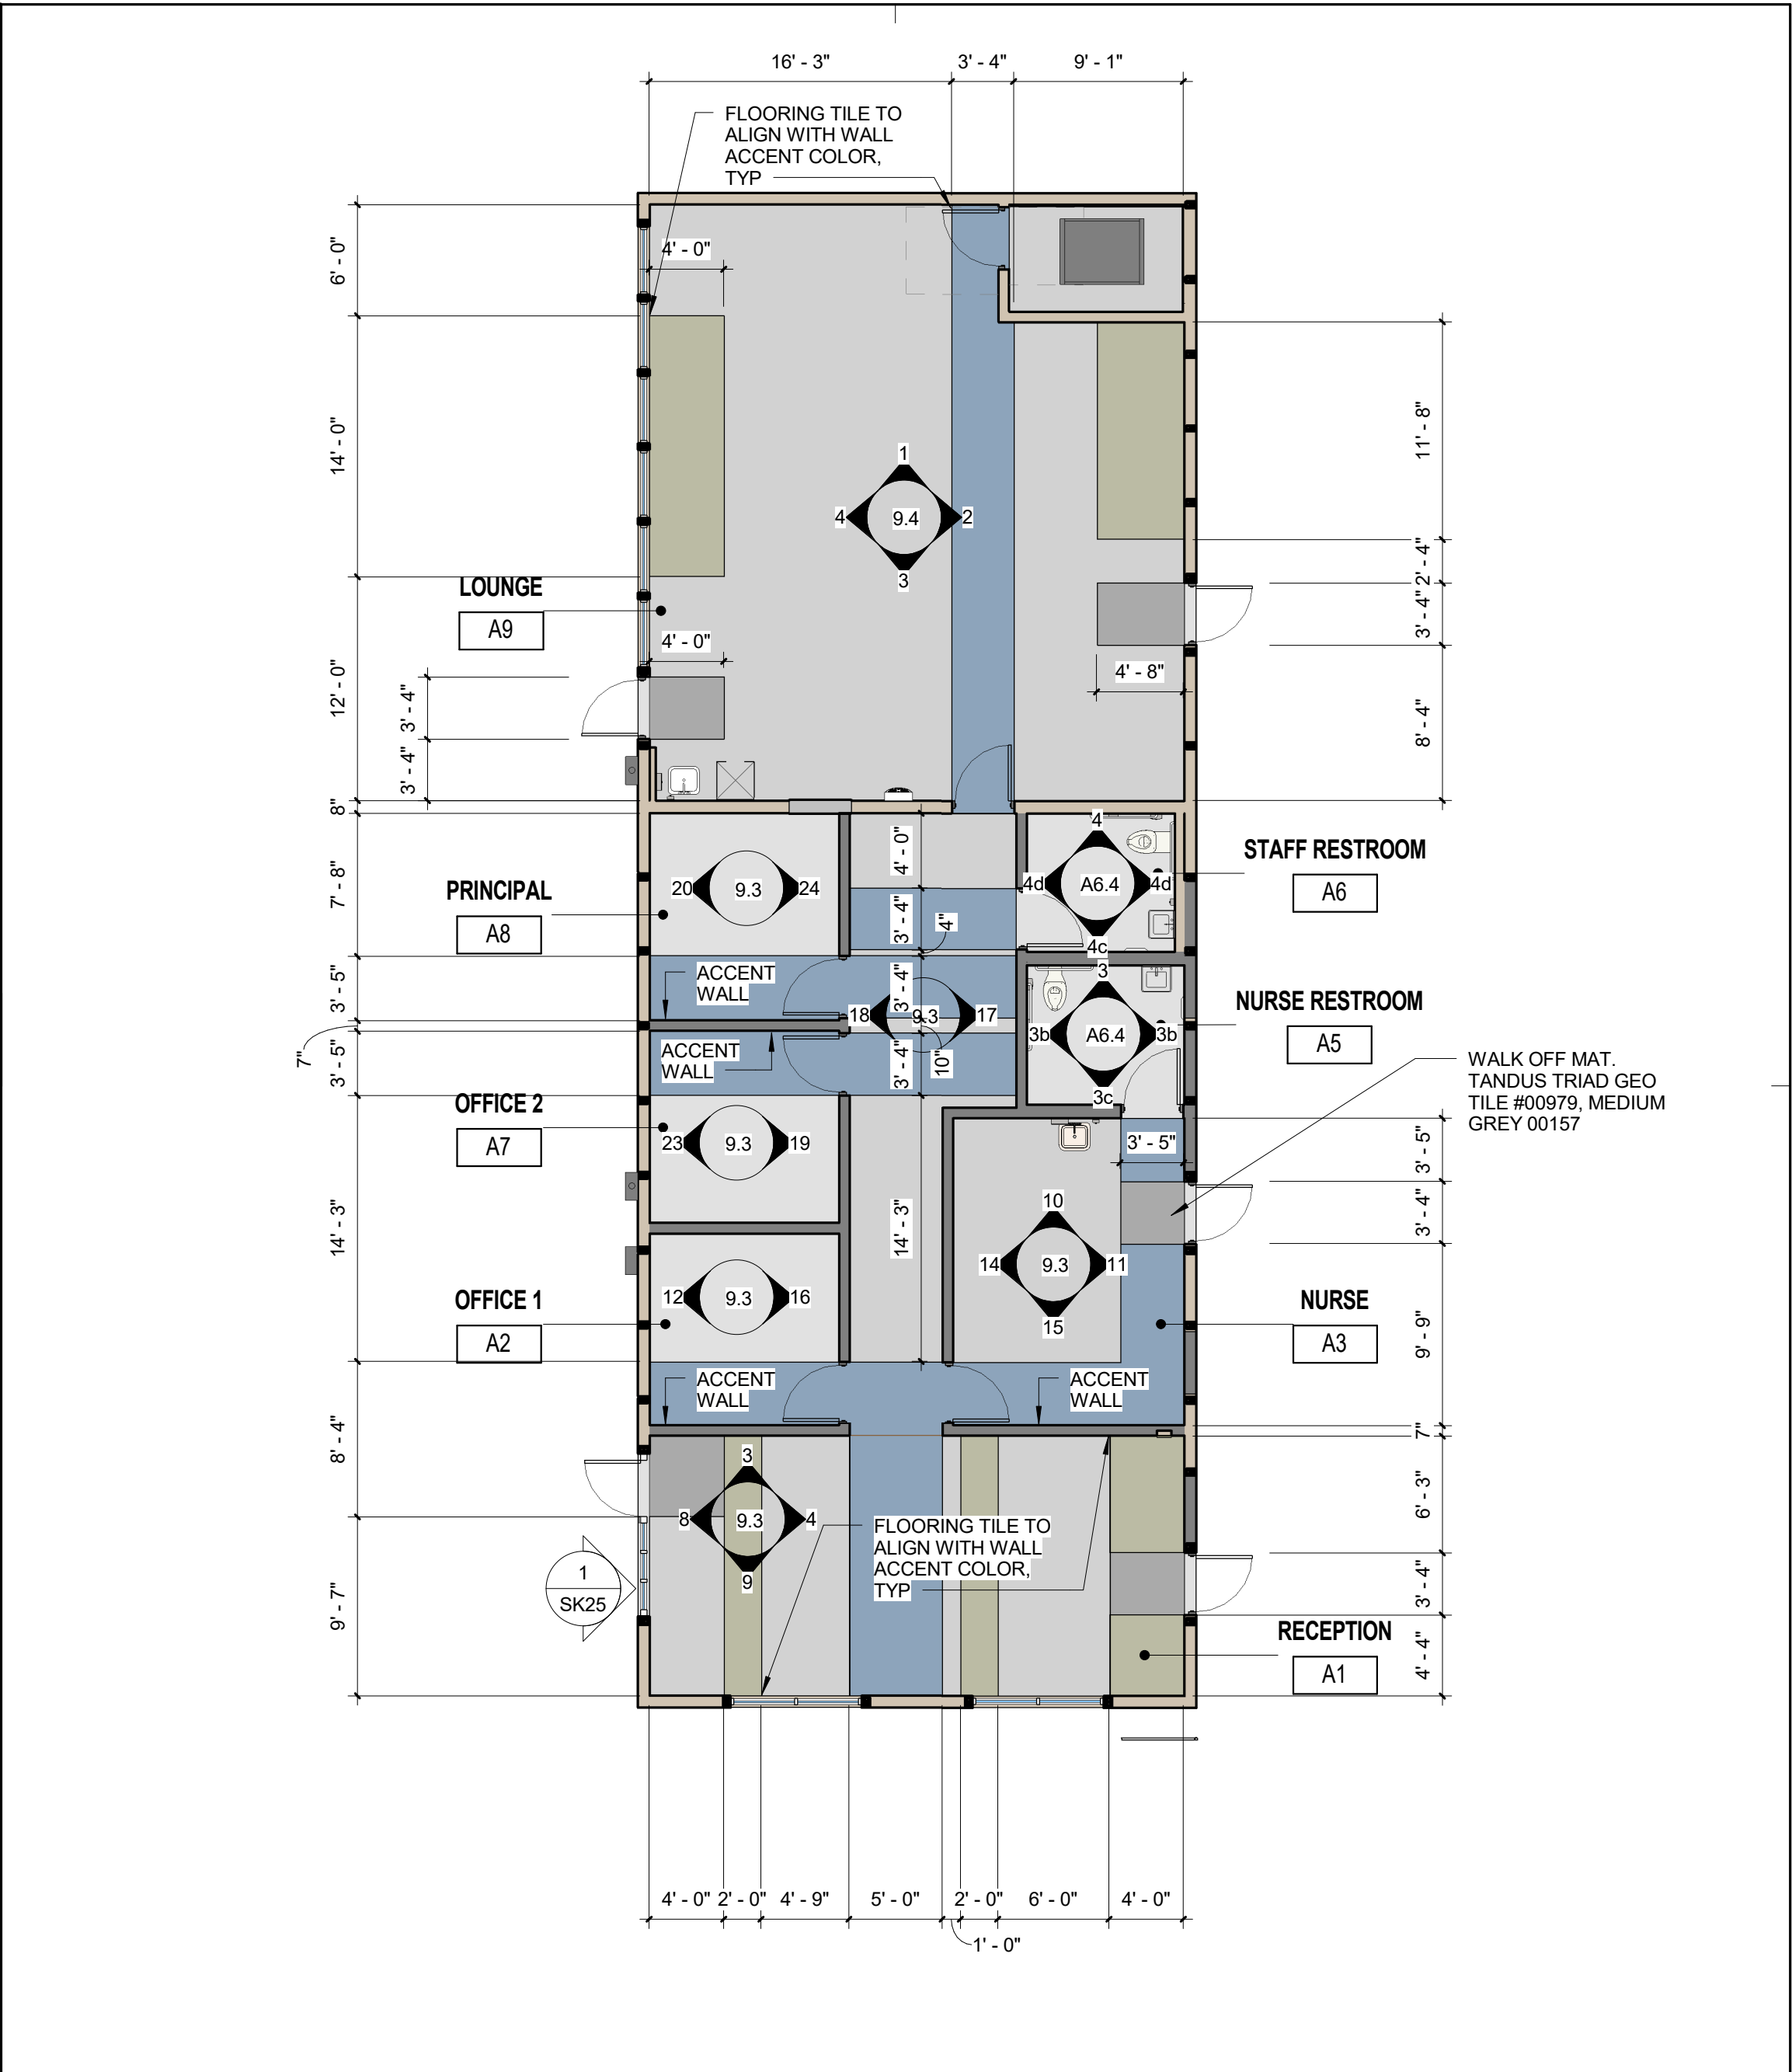 16' - 3"
3' - 4"
9' - 1"
FLOORING TILE TO
ALIGN WITH WALL
ACCENT COLOR,
TYP
6' - 0"
4' - 0"
14' - 0"
11' - 8"
1
4
9.4
2
3
2' - 4"
LOUNGE
A9
3' - 4"
4' - 0"
4' - 8"
12' - 0"
3' - 4"
3' - 4"
8' - 4"
8"
4' - 0"
4
STAFF RESTROOM
A6
7' - 8"
PRINCIPAL
A8
20
9.3
24
4d
A6.4
4d
3' - 4"
4"
4c
ACCENT
WALL
3' - 5"
3' - 4"
3
NURSE RESTROOM
A5
18
9.3
17
3b
A6.4
3b
7"
3' - 5"
ACCENT
WALL
3' - 4"
10"
3c
WALK OFF MAT.
TANDUS TRIAD GEO
TILE #00979, MEDIUM
GREY 00157
OFFICE 2
A7
23
9.3
19
3' - 5"
3' - 5"
14' - 3"
14' - 3"
10
14
9.3
11
15
3' - 4"
OFFICE 1
A2
12
9.3
16
NURSE
A3
9' - 9"
ACCENT
WALL
ACCENT
WALL
8' - 4"
7"
3
8
9.3
4
9
FLOORING TILE TO
ALIGN WITH WALL
ACCENT COLOR,
TYP
6' - 3"
1
SK25
9' - 7"
3' - 4"
RECEPTION
A1
4' - 4"
4' - 0"
2' - 0"
4' - 9"
5' - 0"
2' - 0"
6' - 0"
4' - 0"
1' - 0"